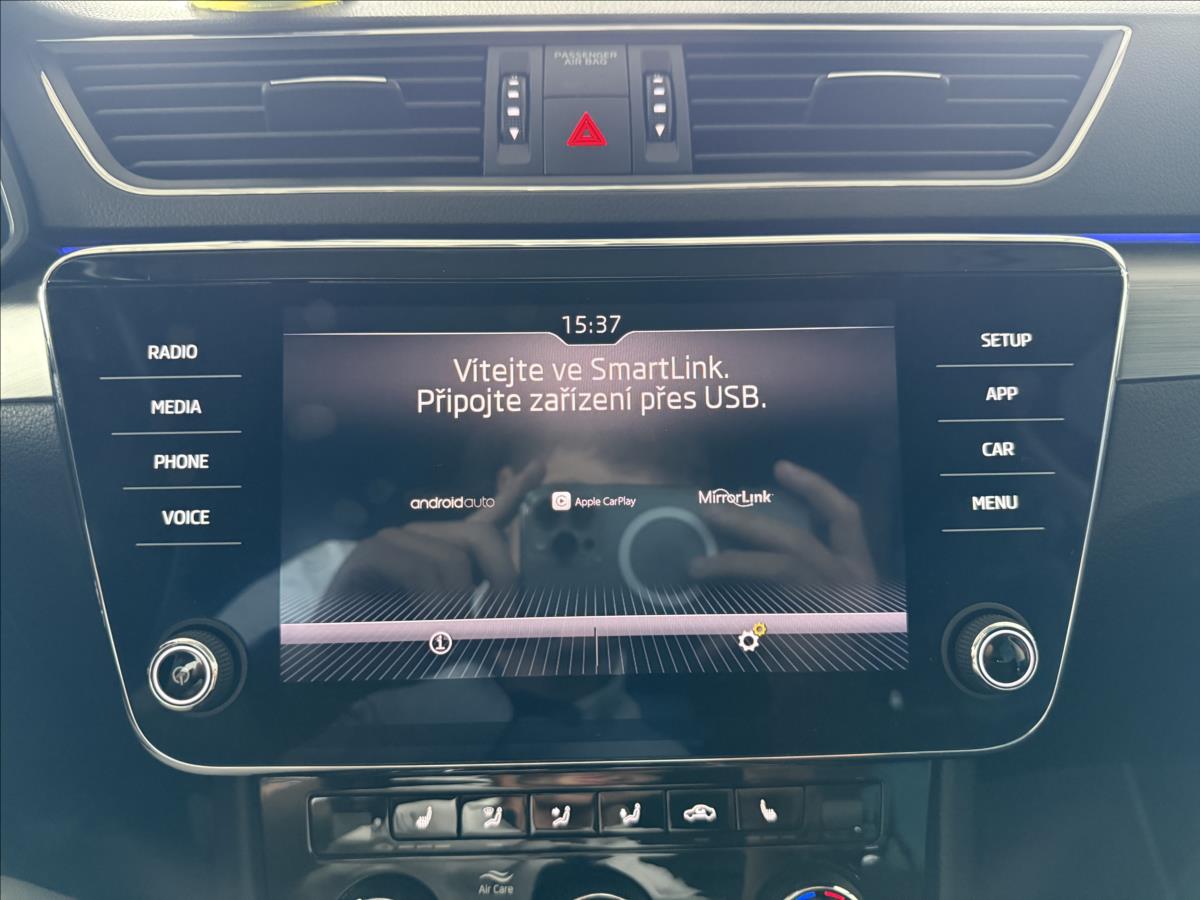 PASSENGER
AIR BAG
15:37
Vítejte ve SmartLink.
Připojte zařízení přes USB.
RADIO
MEDIA
PHONE
VOICE
androidauto
Apple CarPlay
MirrorLink
SETUP
APP
CAR
MENU
Air Care